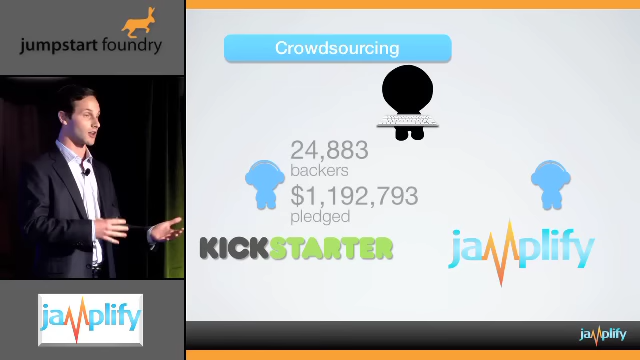 jumpstart foundry
Crowdsourcing
24,883
backers
$1,192,793
pledged
KICKSTARTER
jamplify
jamplify
jamplify